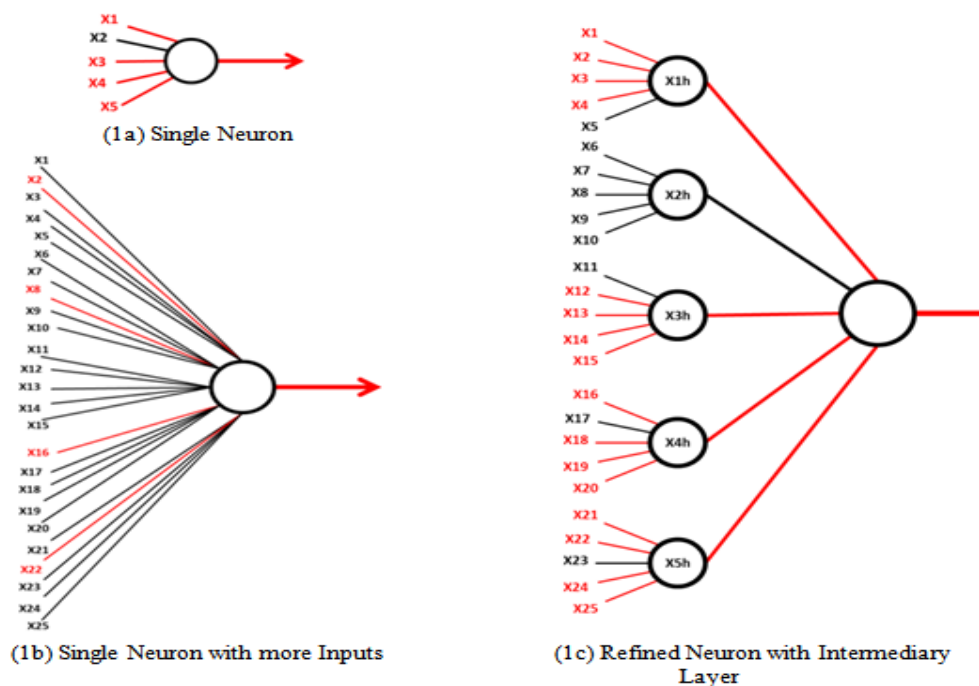 X1
X2
X3
X4
X5
(1a) Single Neuron
X1
X2
X3
X4
X5
X6
X7
X8
X9
X10
X11
X12
X13
X14
X15
X16
X17
X18
X19
X20
X21
X22
X23
X24
X25
(1b) Single Neuron with more Inputs
X1
X2
X3
X4
X5
X1h
X6
X7
X8
X9
X10
X2h
X11
X12
X13
X14
X15
X3h
X16
X17
X18
X19
X20
X4h
X21
X22
X23
X24
X25
X5h
(1c) Refined Neuron with Intermediary
Layer